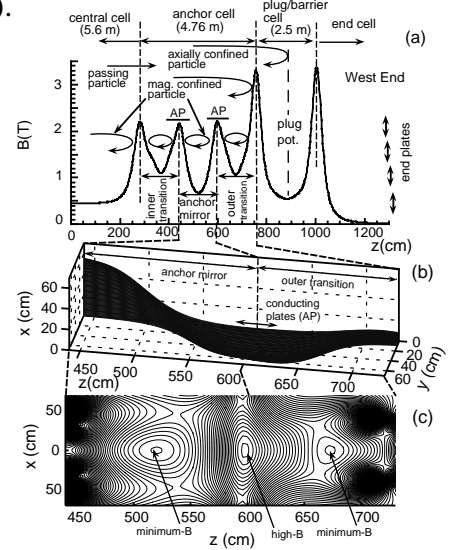 ).
plug/barrier
central cell
(5.6 m)
anchor cell
(4.76 m)
cell
(2.5 m)
end cell
(a)
axially confined
particle
passing
particle
mag. confined
particle
West End
AP
AP
plug
pot.
end plates
inner
transition
anchor
mirror
outer
transition
B(T)
3
2
1
0
0 200 400 600 800 1000
z(cm)
(b)
anchor mirror
outer transition
conducting
plates (AP)
x (cm)
60
40
20
0
450 500 550 600 650 700
z(cm)
0
20
40
60
y (cm)
(c)
x (cm)
50
0
50
450 500 550 600 650 700
z (cm)
minimum-B
high-B
minimum-B